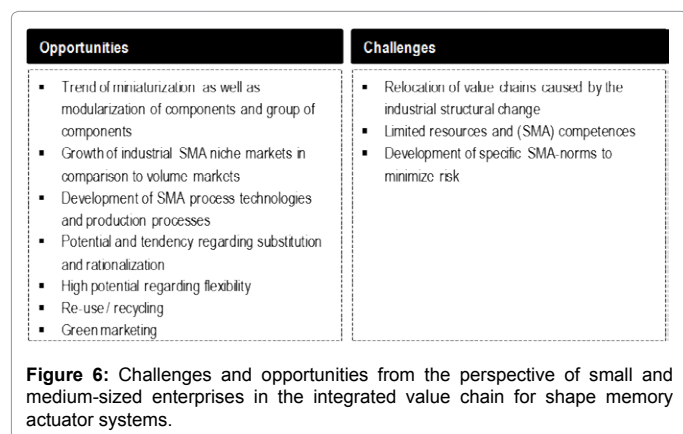 Opportunities
▪ Trend of miniaturization as well as
modularization of components and group of
components
▪ Growth of industrial SMA niche markets in
comparison to volume markets
▪ Development of SMA process technologies
and production processes
▪ Potential and tendency regarding substitution
and rationalization
▪ High potential regarding flexibility
▪ Re-use / recycling
▪ Green marketing
Challenges
▪ Relocation of value chains caused by the
industrial structural change
▪ Limited resources and (SMA) competences
▪ Development of specific SMA-norms to
minimize risk
Figure 6: Challenges and opportunities from the perspective of small and
medium-sized enterprises in the integrated value chain for shape memory
actuator systems.